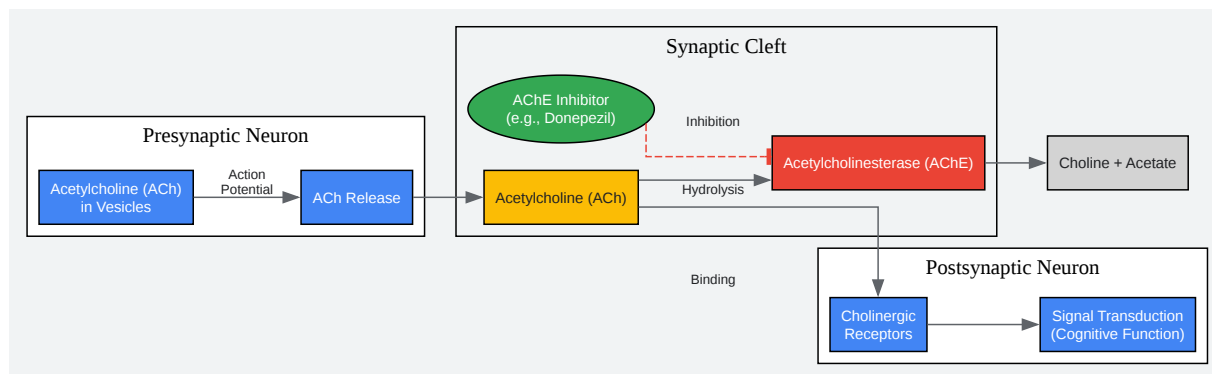 Synaptic Cleft
AChE Inhibitor
(e.g., Donepezil)
Inhibition
Presynaptic Neuron
Acetylcholine (ACh)
in Vesicles
Action
Potential
ACh Release
Acetylcholine (ACh)
Hydrolysis
Acetylcholinesterase (AChE)
Choline + Acetate
Binding
Postsynaptic Neuron
Cholinergic
Receptors
Signal Transduction
(Cognitive Function)